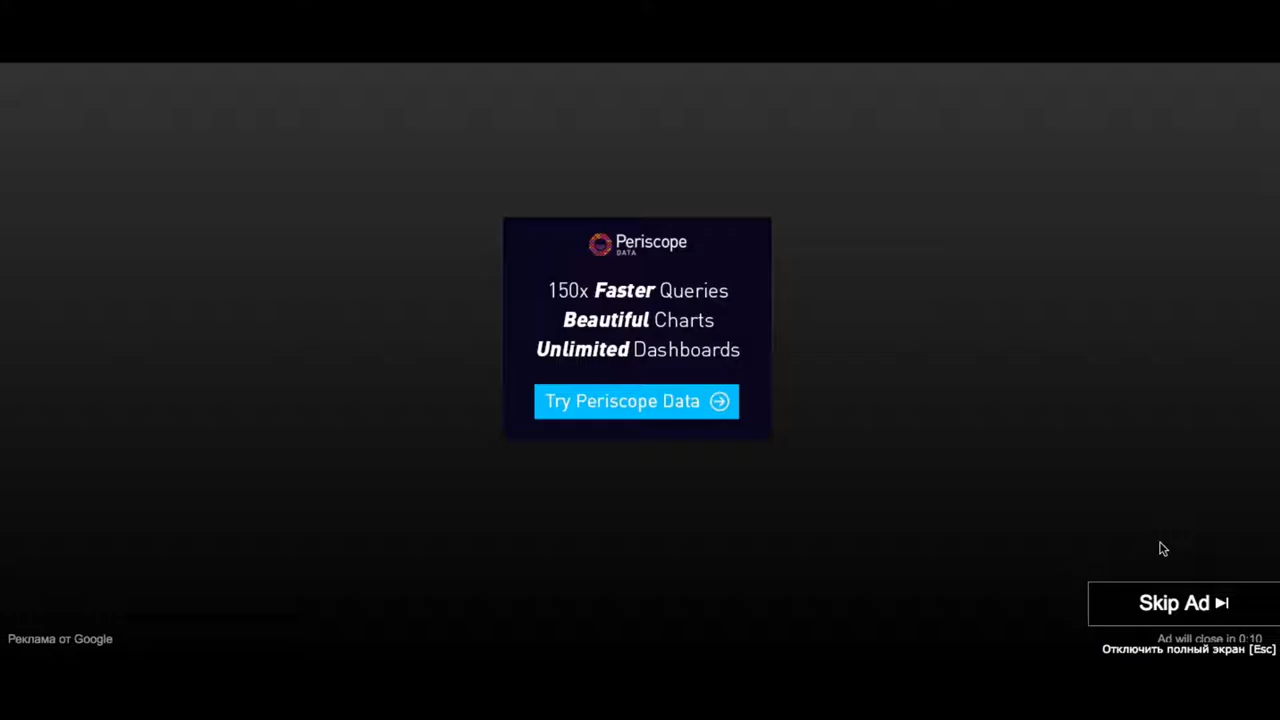 Periscope
DATA
150x Faster Queries
Beautiful Charts
Unlimited Dashboards
Try Periscope Data
Skip Ad
Реклама от Google
Ad will close in 0:10
Отключить полный экран [Esc]